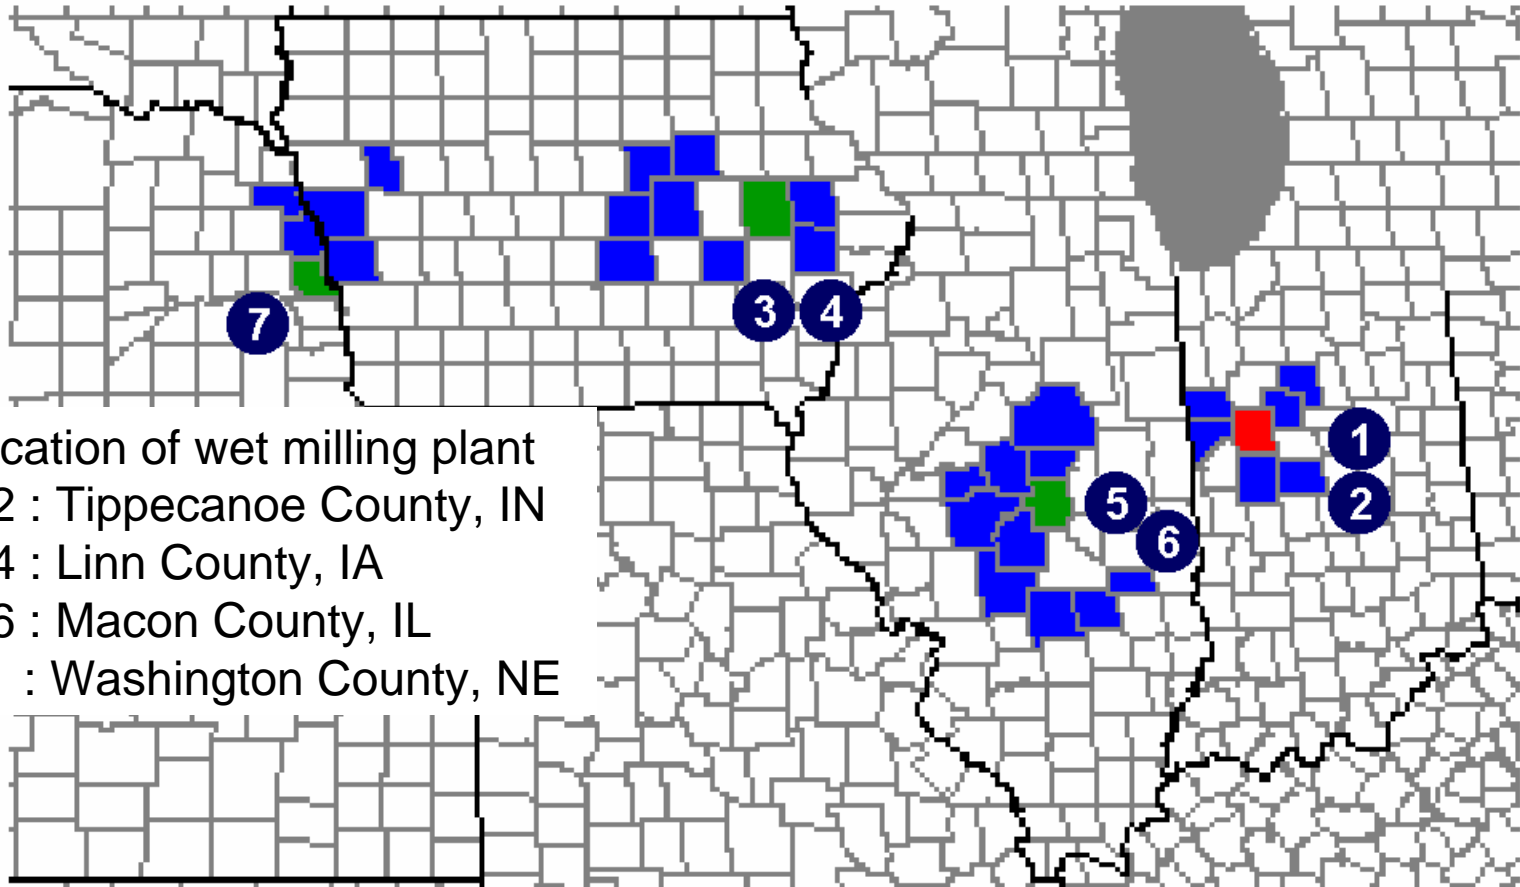 7
3 4
1
5 2
6
cation of wet milling plant
2 : Tippecanoe County, IN
4 : Linn County, IA
6 : Macon County, IL
: Washington County, NE